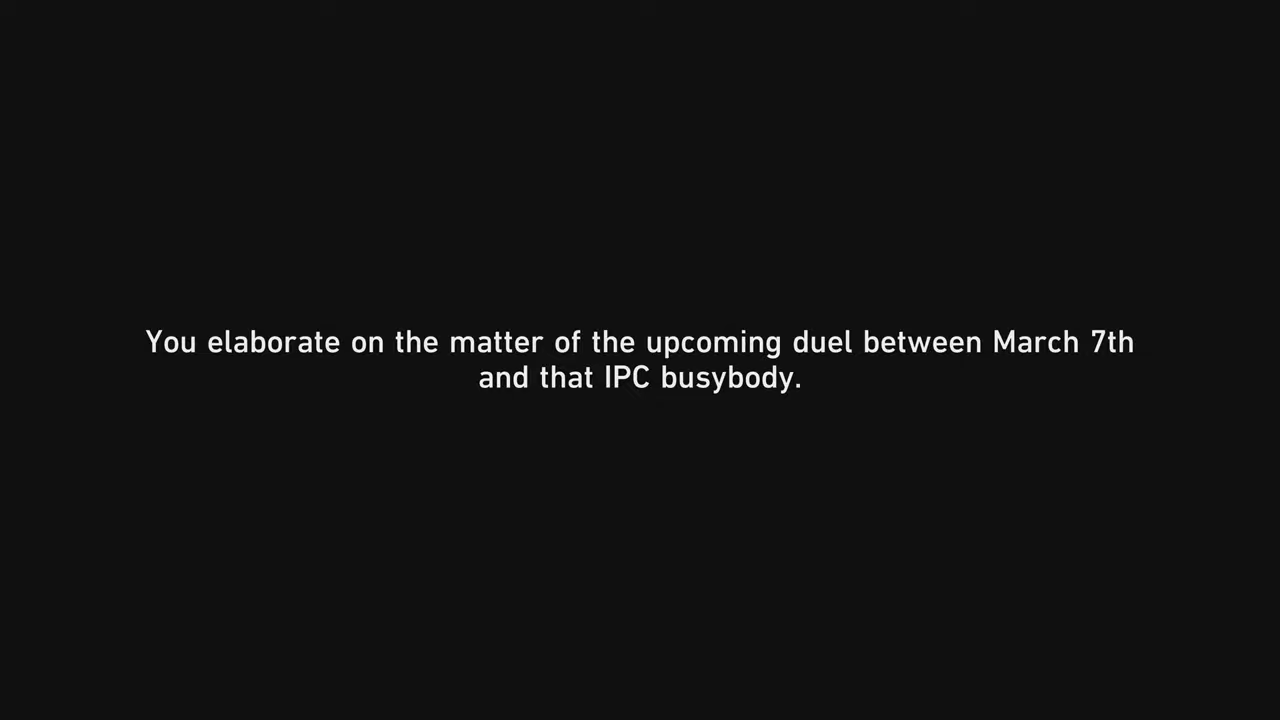 You elaborate on the matter of the upcoming duel between March 7th
and that IPC busybody.